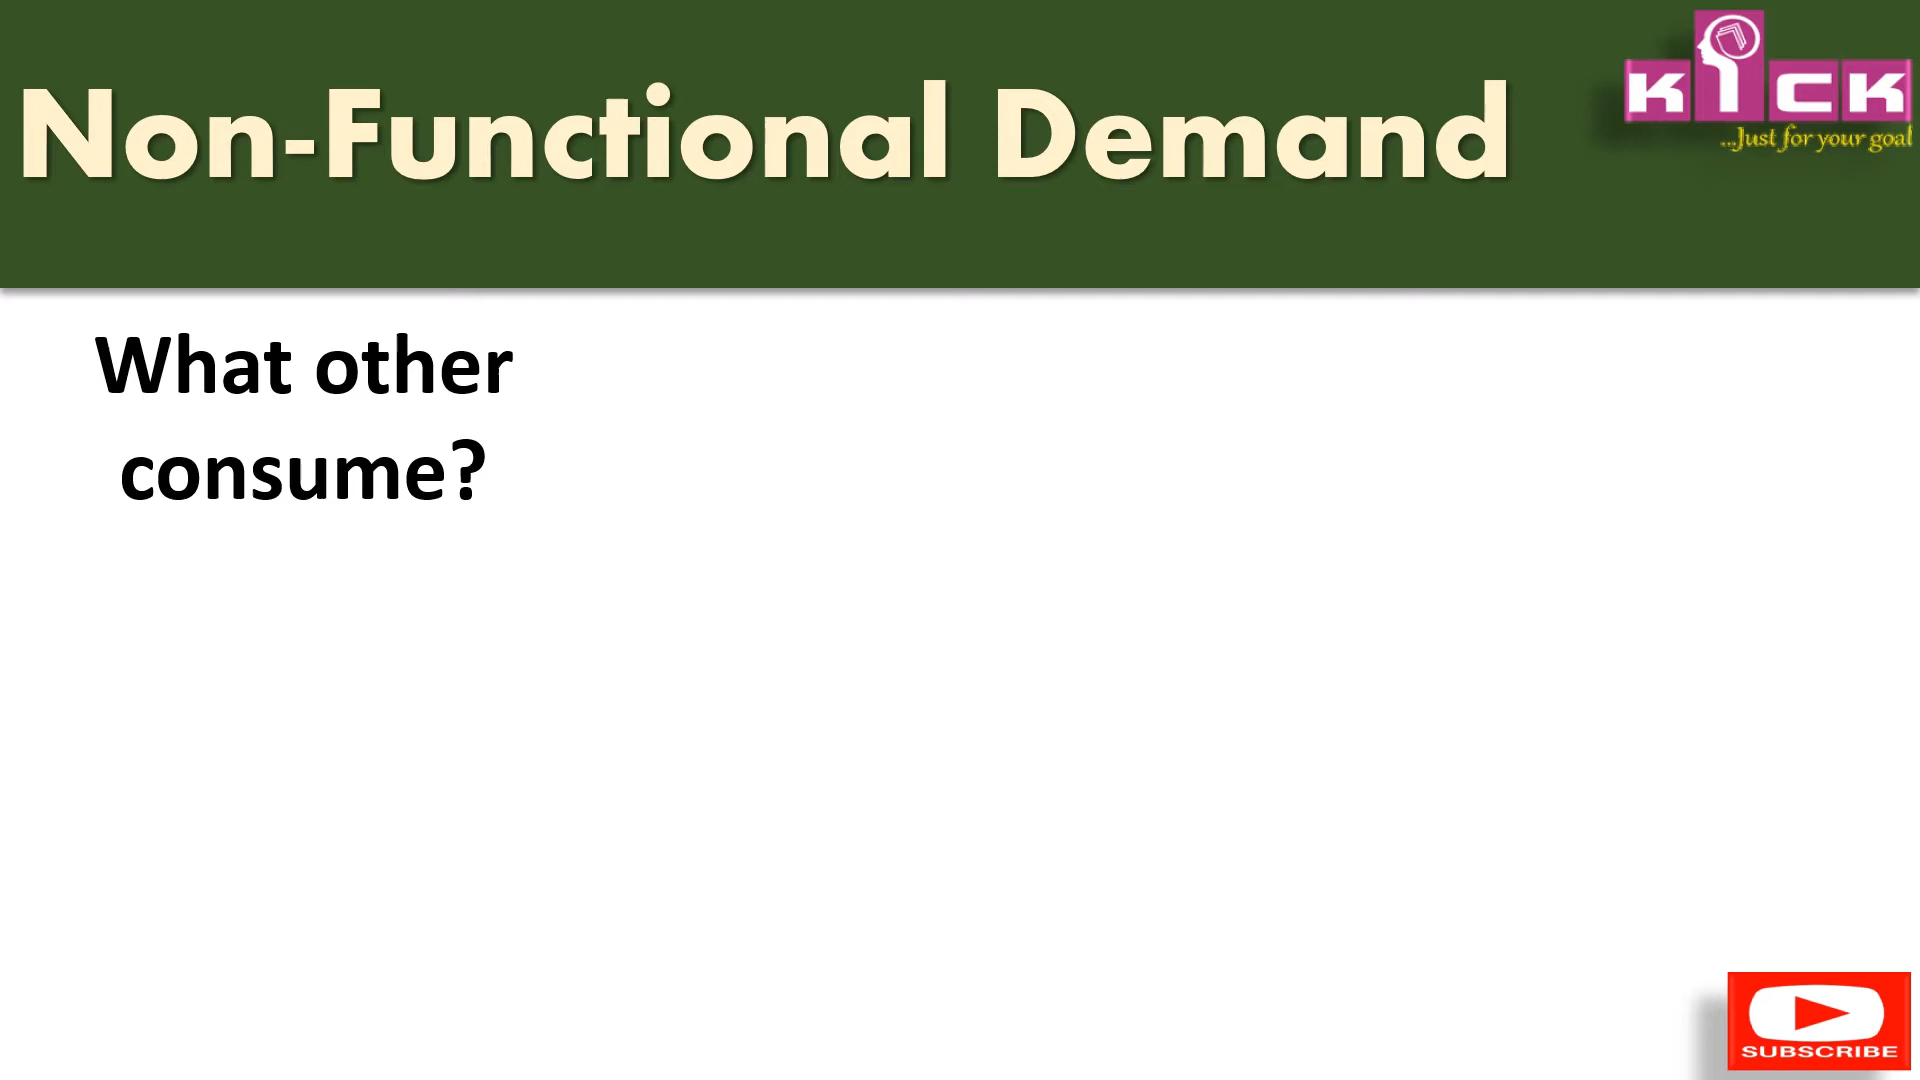 Non-Functional Demand
KICK
...Just for your goal
What other
consume?
SUBSCRIBE